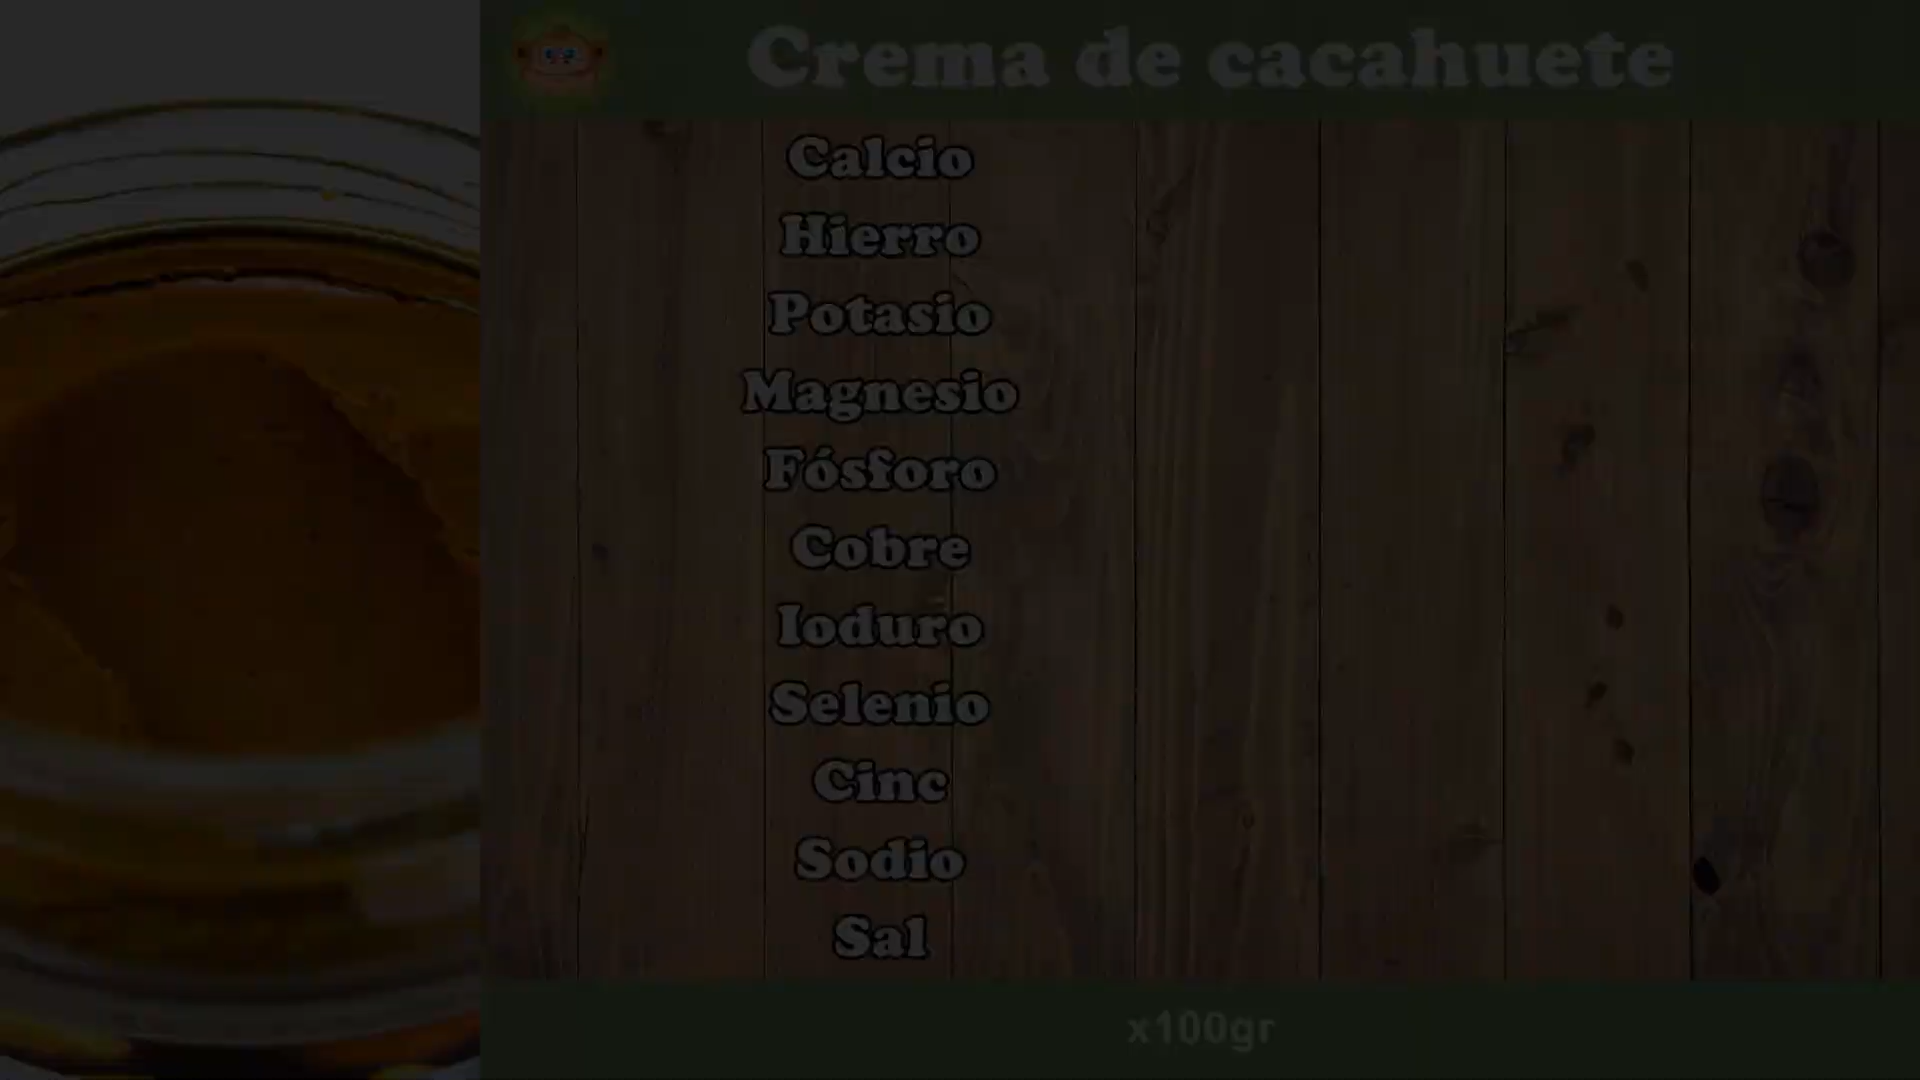 Crema de cacahuete
Calcio
Hierro
Potasio
Magnesio
Fósforo
Cobre
Ioduro
Selenio
Cinc
Sodio
Sal
x100gr